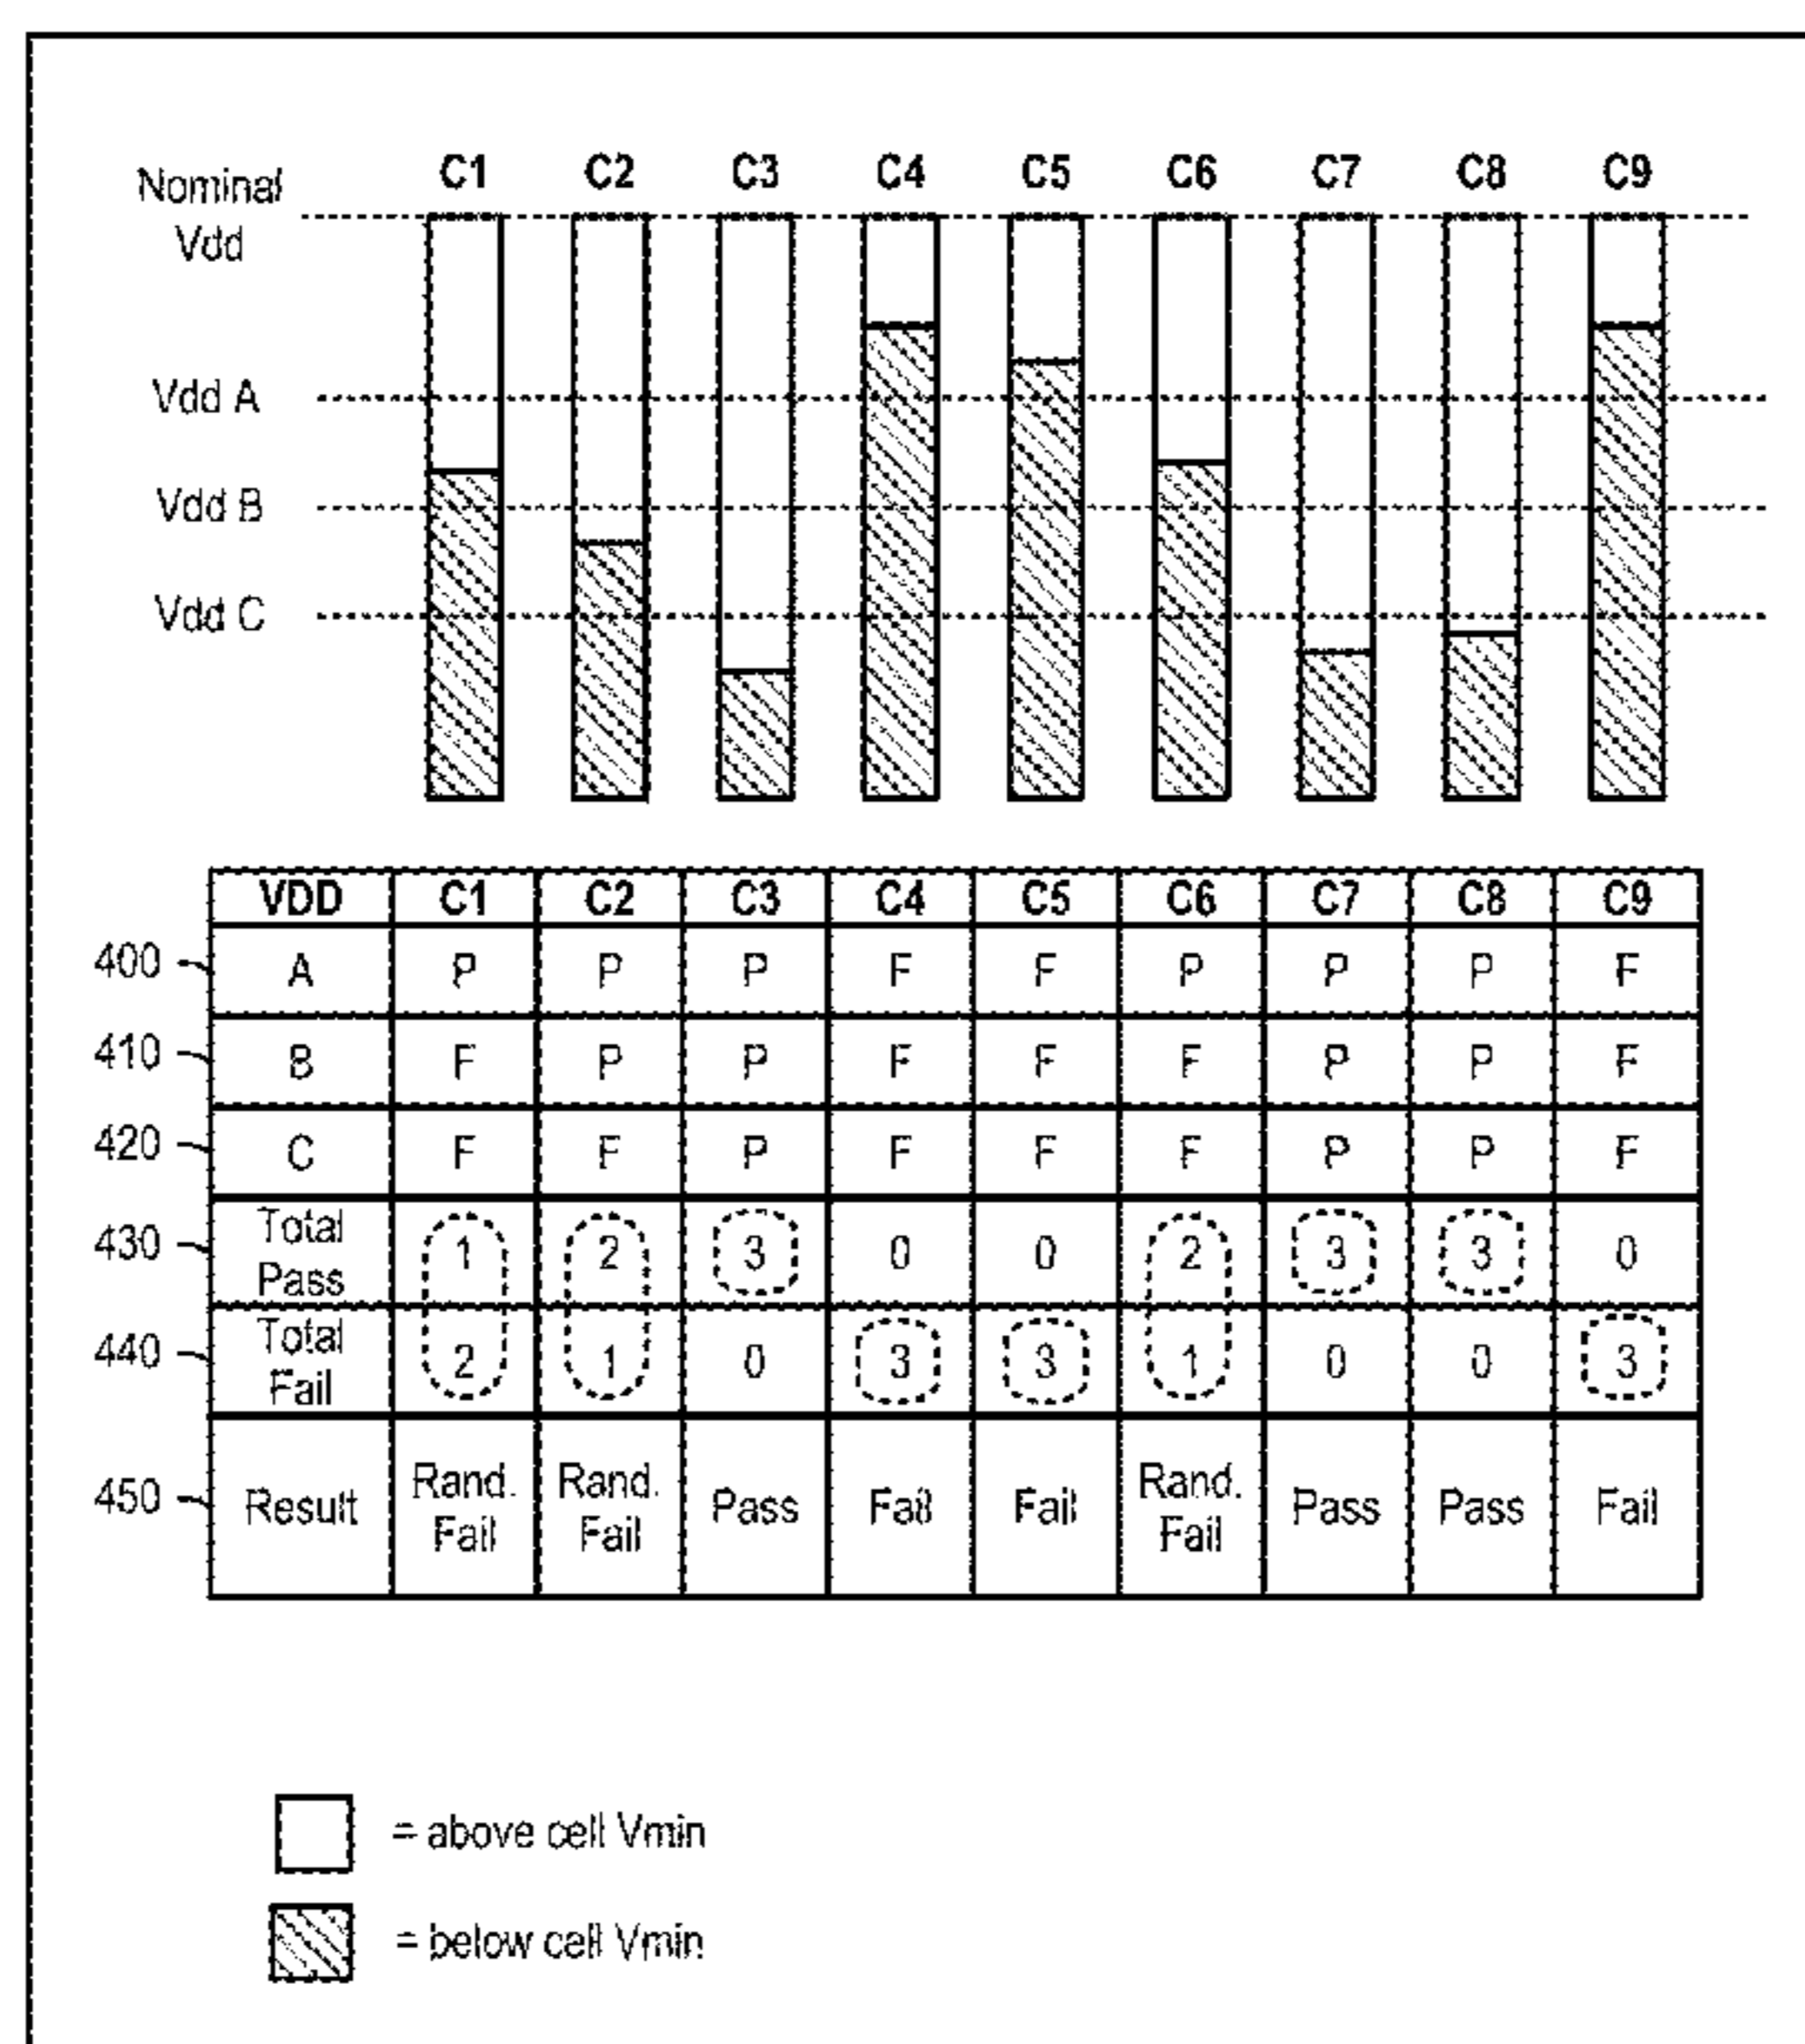 Nominal
Vdd
C1 C2 C3 C4 C5 C6 C7 C8 C9
Vdd A
Vdd B
Vdd C
VDD C1 C2 C3 C4 C5 C6 C7 C8 C9
400 A P P P F F P P P F
410 B F P P F F F P P F
420 C F F P F F F P P F
430 Total Pass 1 2 3 0 0 2 3 3 0
440 Total Fail 2 1 0 3 3 1 0 0 3
450 Result Rand. Fail Rand. Fail Pass Fail Fail Rand. Fail Pass Pass Fail
= above cell Vmin
= below cell Vmin